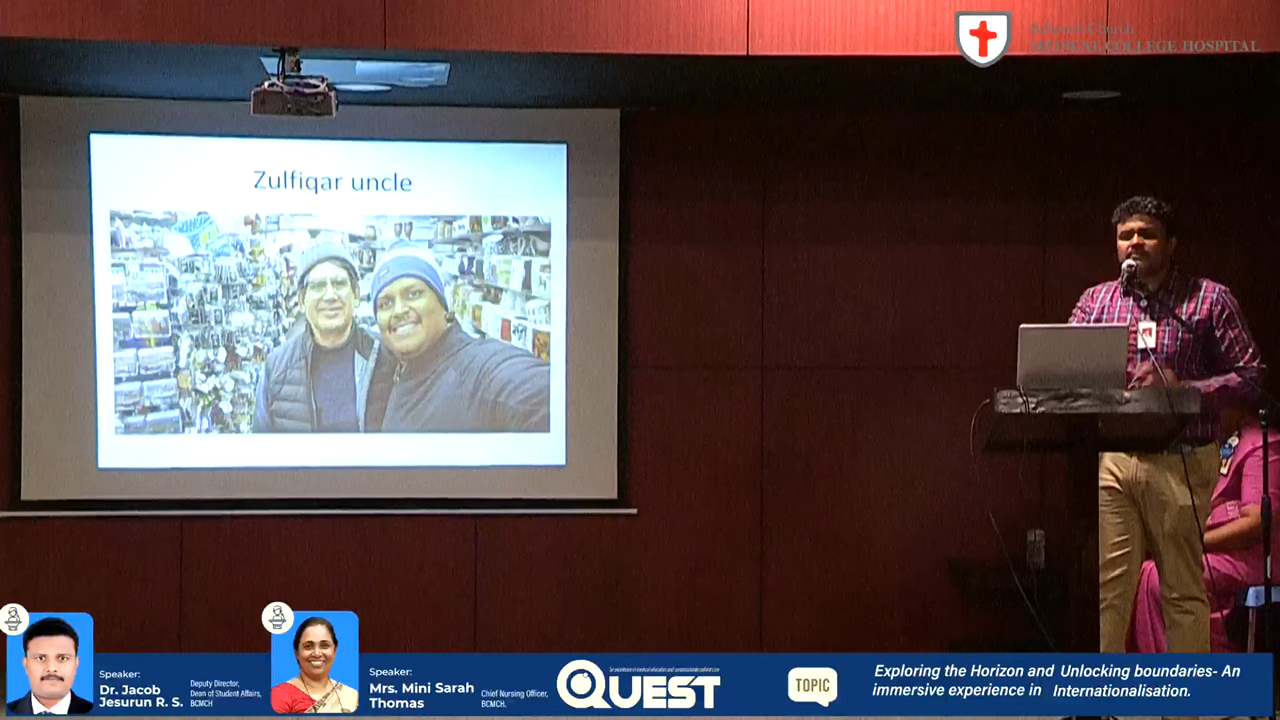 MEDICAL COLLEGE HOSPITAL
Zulfiqar uncle
Speaker:
Dr. Jacob
Jesurun R. S.
Deputy Director,
Dean of Student Affairs,
BCMCH
Speaker:
Mrs. Mini Sarah
Thomas
Chief Nursing Officer,
BCMCH.
QUEST
TOPIC
Exploring the Horizon and Unlocking boundaries- An
immersive experience in Internationalisation.